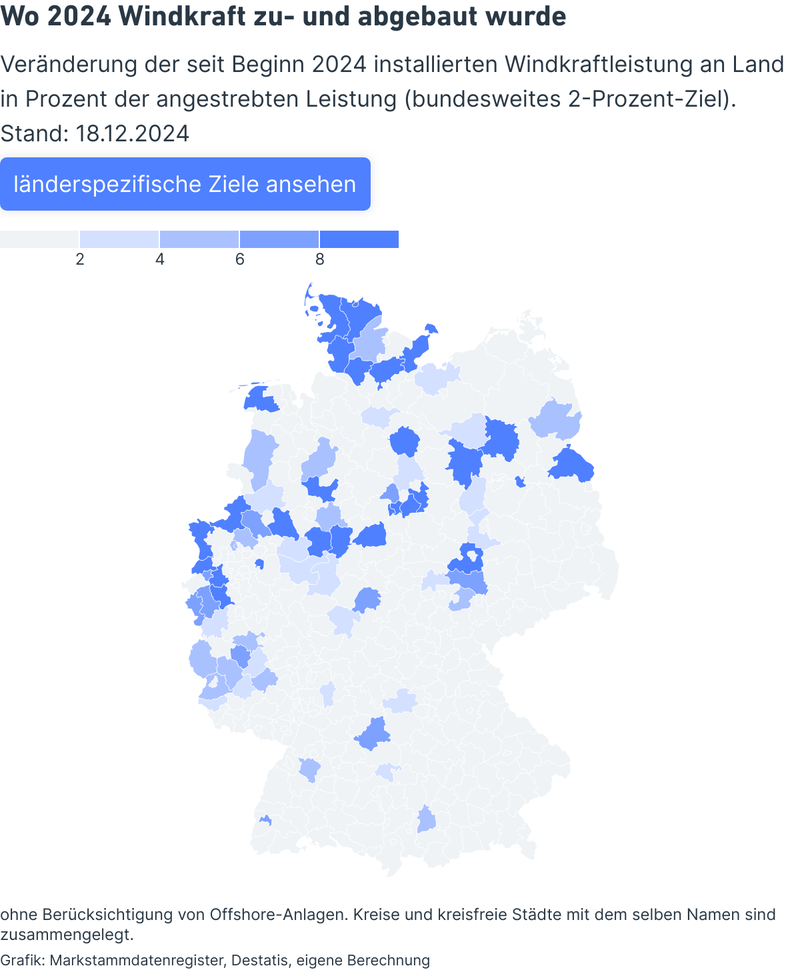 Wo 2024 Windkraft zu- und abgebaut wurde
Veränderung der seit Beginn 2024 installierten Windkraftleistung an Land
in Prozent der angestrebten Leistung (bundesweites 2-Prozent-Ziel).
Stand: 18.12.2024
länderspezifische Ziele ansehen
2 4 6 8
ohne Berücksichtigung von Offshore-Anlagen. Kreise und kreisfreie Städte mit dem selben Namen sind
zusammengelegt.
Grafik: Markstammdatenregister, Destatis, eigene Berechnung